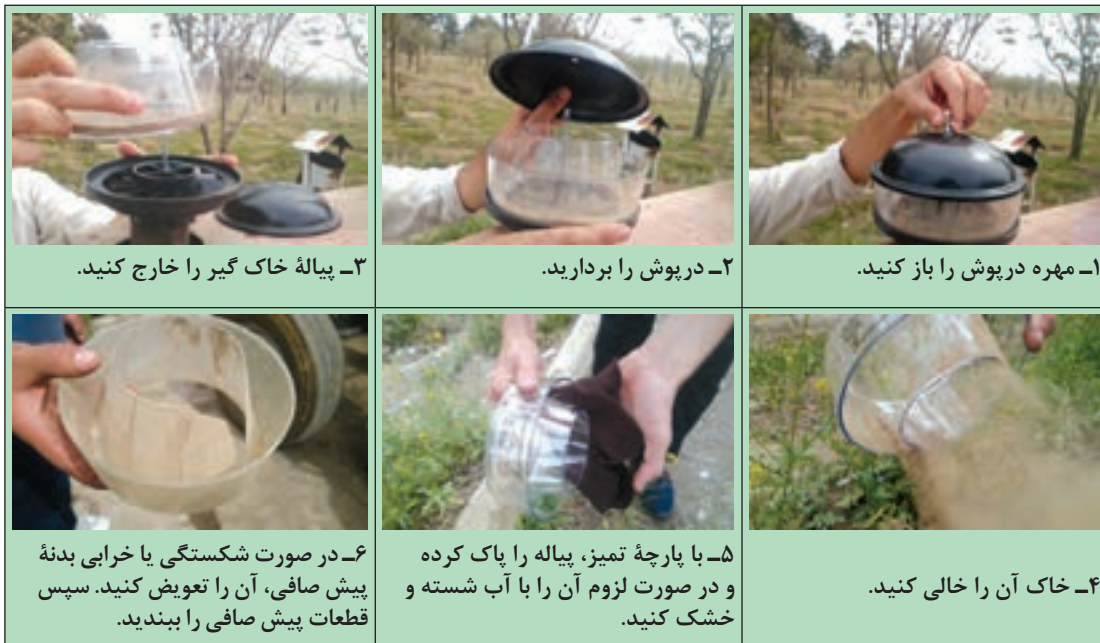 ۱ـ مهره درپوش را باز کنید.
۲ـ درپوش را بردارید.
۳ـ پیالهٔ خاک گیر را خارج کنید.
۴ـ خاک آن را خالی کنید.
۵ـ با پارچهٔ تمیز، پیاله را پاک کرده
و در صورت لزوم آن را با آب شسته و
خشک کنید.
۶ـ در صورت شکستگی یا خرابی بدنهٔ
پیش صافی، آن را تعویض کنید. سپس
قطعات پیش صافی را ببندید.